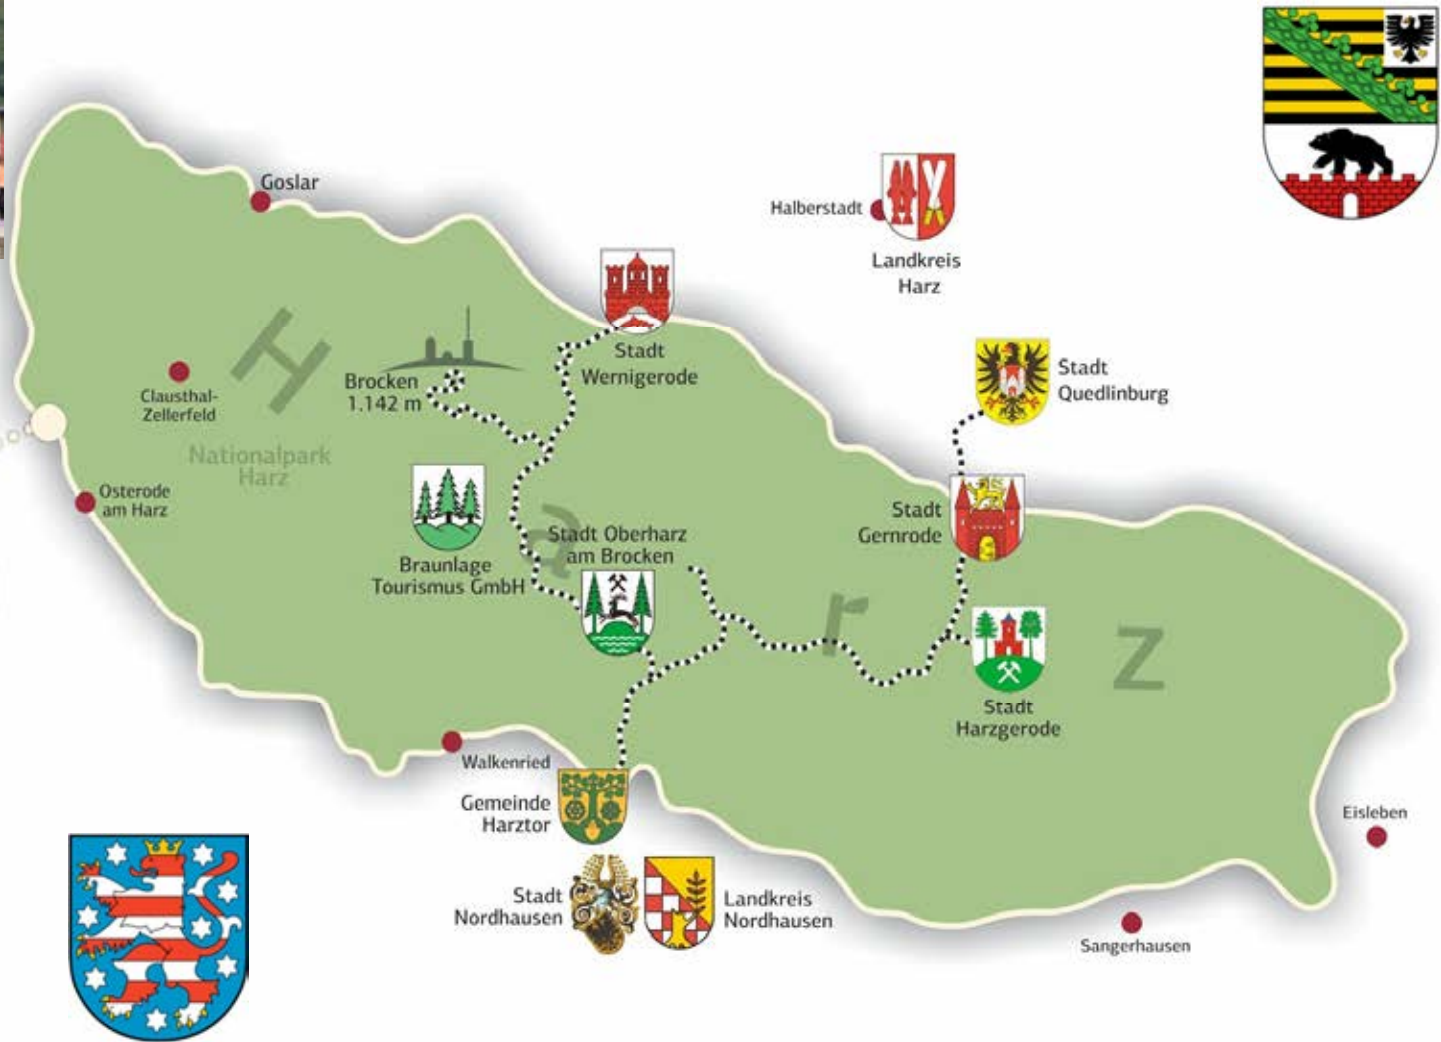 Goslar
Halberstadt
Landkreis
Harz
Stadt
Wernigerode
Stadt
Quedlinburg
H
Brocken
1.142 m
Clausthal-
Zellerfeld
Nationalpark
Harz
Osterode
am Harz
a
Stadt
Gernrode
Stadt Oberharz
am Brocken
Braunlage
Tourismus GmbH
r
z
Stadt
Harzgerode
Walkenried
Gemeinde
Harztor
Eisleben
Stadt
Nordhausen
Landkreis
Nordhausen
Sangerhausen